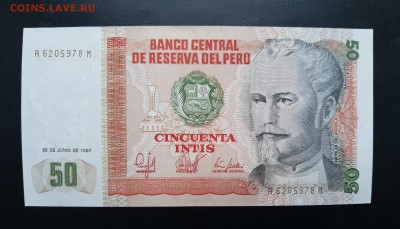 COINS.LAVE.RU
A 6205978 M
BANCO CENTRAL
DE RESERVA DEL PERÚ
50
CINCUENTA
INTIS
26 DE JUNIO DE 1987
50
A 6205978 M
50